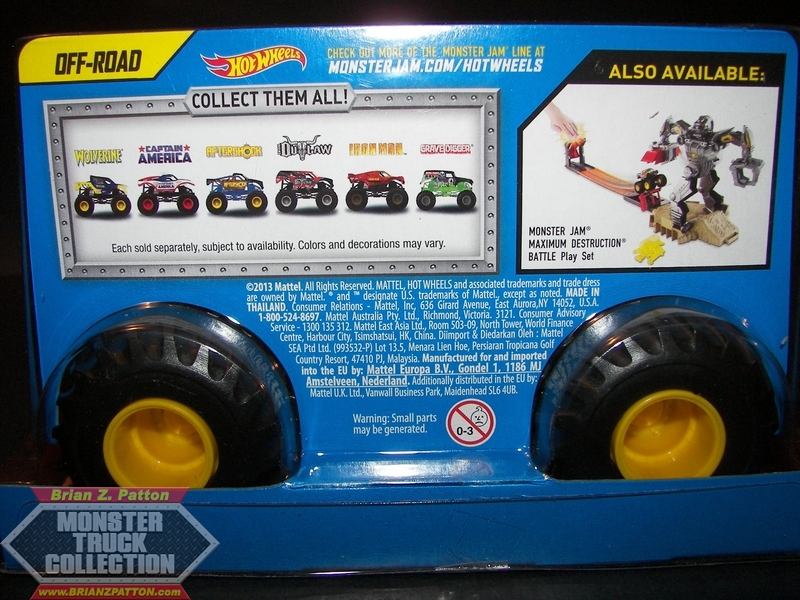 OFF-ROAD
HOT WHEELS
CHECK OUT MORE OF THE MONSTER JAM LINE AT
MONSTERJAM.COM/HOTWHEELS
COLLECT THEM ALL!
WOLVERINE
CAPTAIN AMERICA
AFTERSHOCK
OUTLAW
IRON MAN
GRAVE DIGGER
Each sold separately, subject to availability. Colors and decorations may vary.
ALSO AVAILABLE:
MONSTER JAM®
MAXIMUM DESTRUCTION®
BATTLE Play Set
©2013 Mattel. All Rights Reserved. MATTEL, HOT WHEELS and associated trademarks and trade dress
are owned by Mattel. ® and ™ designate U.S. trademarks of Mattel, except as noted. MADE IN
THAILAND. Consumer Relations - Mattel, Inc. 636 Girard Avenue, East Aurora, NY 14052, U.S.A.
1-800-524-8697. Mattel Australia Pty. Ltd., Richmond, Victoria. 3121. Consumer Advisory
Service - 1300 135 312. Mattel East Asia Ltd., Room 503-09, North Tower, World Finance
Centre, Harbour City, Tsimshatsui, HK, China. Diimport & Diedarkan Oleh : Mattel
SEA Ptd Ltd. (993532-P) Lot 13.5, Menara Lien Hoe, Persiaran Tropicana Golf
Country Resort, 47410 PJ, Malaysia. Manufactured for and imported
into the EU by: Mattel Europa B.V., Gondel 1, 1186 MJ
Amstelveen, Nederland. Additionally distributed in the EU by:
Mattel U.K. Ltd., Vanwall Business Park, Maidenhead SL6 4UB.
Warning: Small parts
may be generated.
0-3
Brian Z. Patton
MONSTER
TRUCK
COLLECTION
www.BRIANZPATTON.com